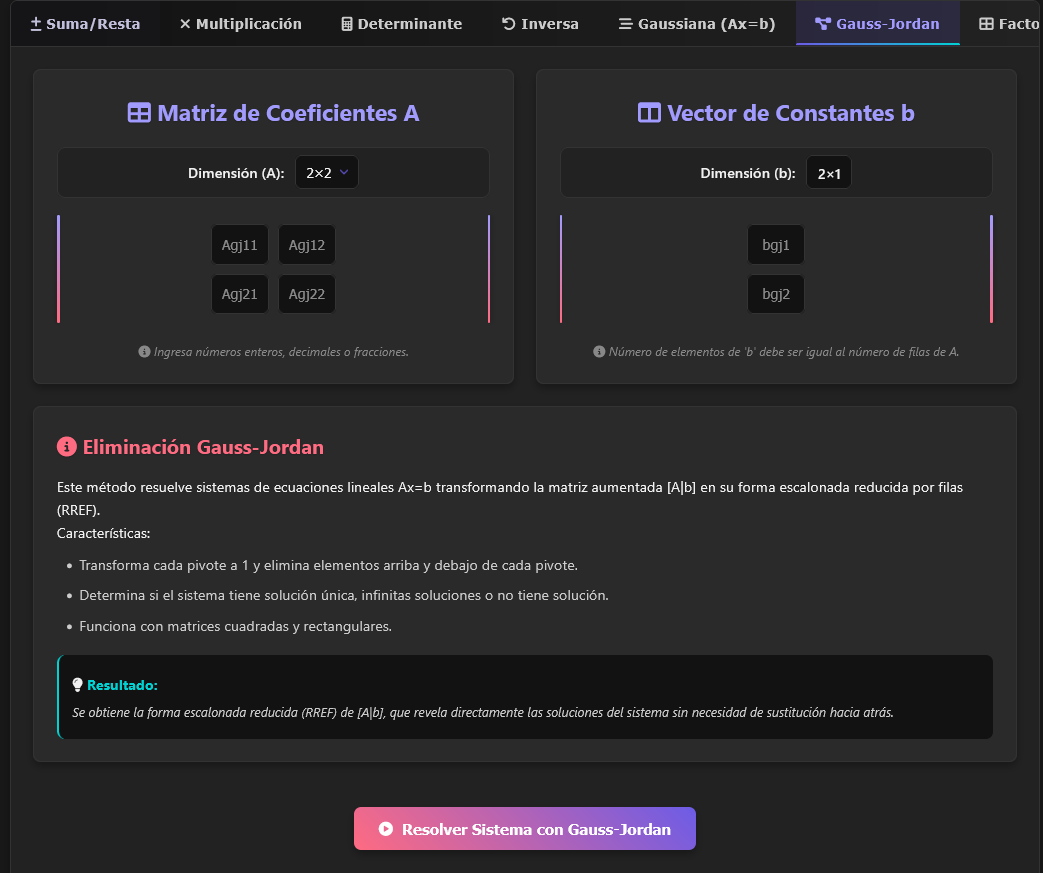 Suma/Resta Multiplicación Determinante Inversa Gaussiana (Ax=b) Gauss-Jordan Facto
Matriz de Coeficientes A
Dimensión (A): 2×2
Agj11 Agj12
Agj21 Agj22
Ingresa números enteros, decimales o fracciones.
Vector de Constantes b
Dimensión (b): 2×1
bgj1
bgj2
Número de elementos de 'b' debe ser igual al número de filas de A.
Eliminación Gauss-Jordan
Este método resuelve sistemas de ecuaciones lineales Ax=b transformando la matriz aumentada [A|b] en su forma escalonada reducida por filas
(RREF).
Características:
• Transforma cada pivote a 1 y elimina elementos arriba y debajo de cada pivote.
• Determina si el sistema tiene solución única, infinitas soluciones o no tiene solución.
• Funciona con matrices cuadradas y rectangulares.
Resultado:
Se obtiene la forma escalonada reducida (RREF) de [A|b], que revela directamente las soluciones del sistema sin necesidad de sustitución hacia atrás.
Resolver Sistema con Gauss-Jordan